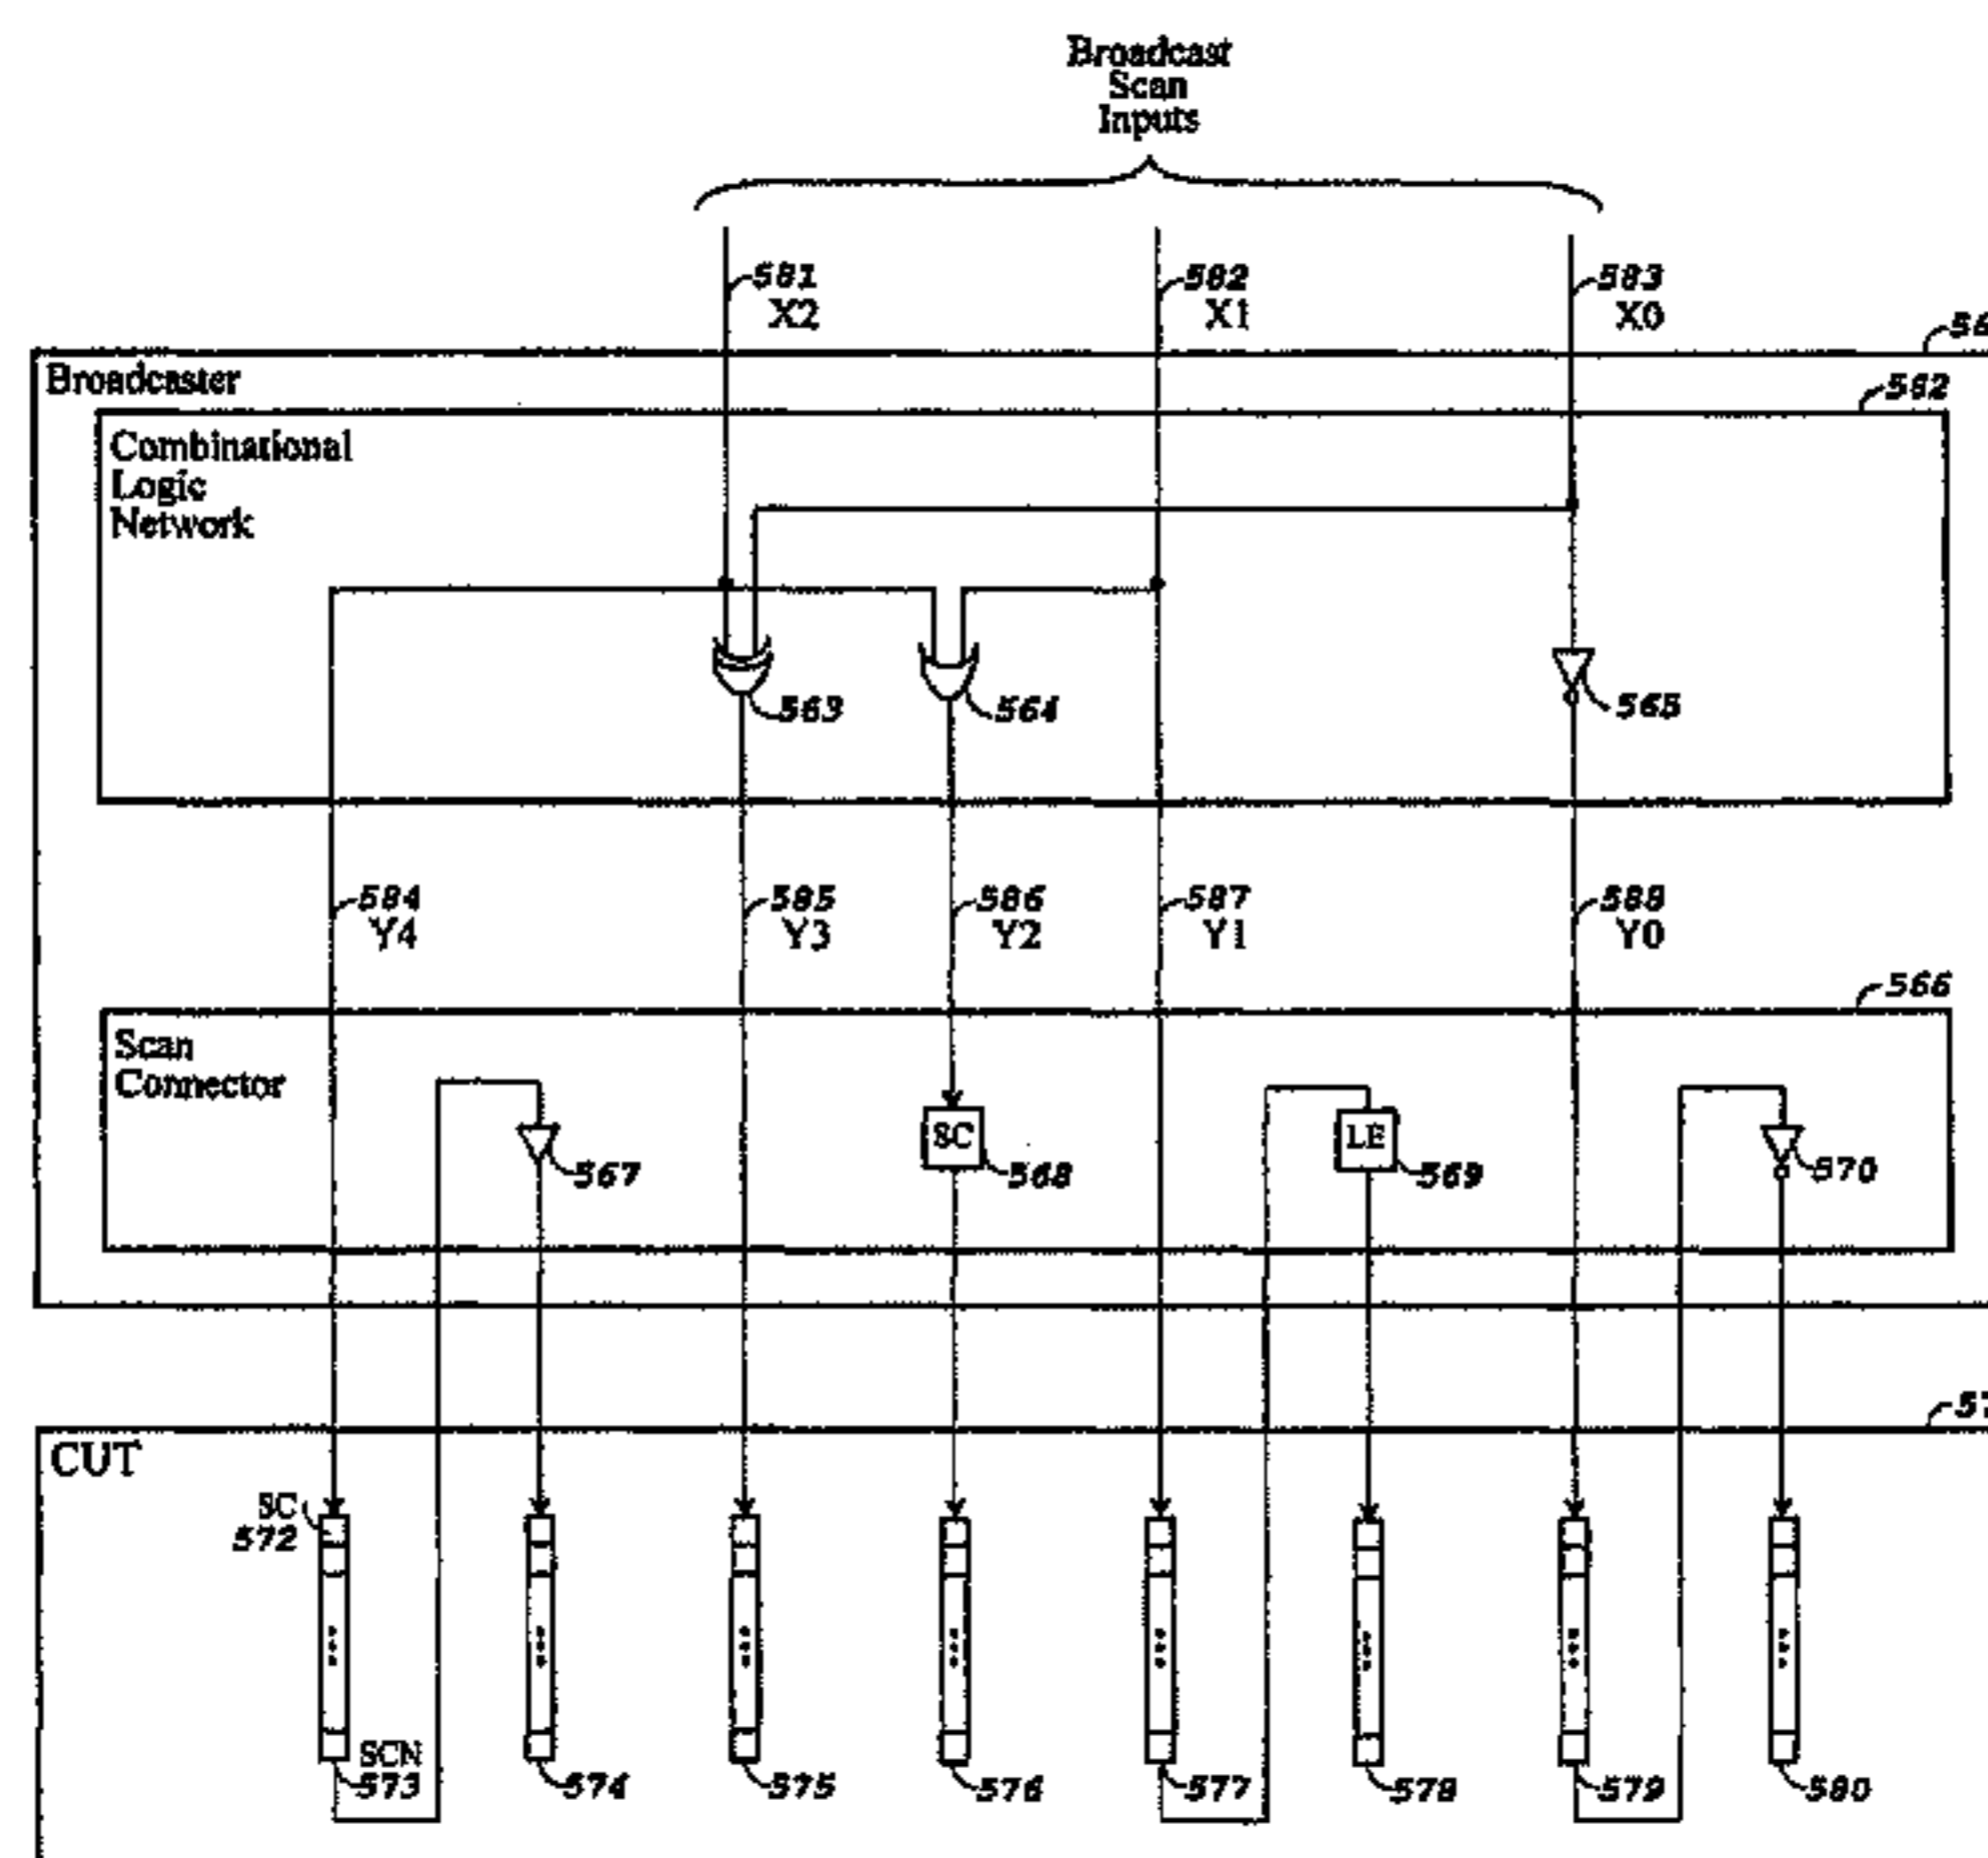 Broadcast
Scan
Inputs
581
X2
582
X1
583
X0
56
Broadcaster
562
Combinational
Logic
Network
563
564
565
584
Y4
585
Y3
586
Y2
587
Y1
588
Y0
566
Scan
Connector
567
SC
568
LE
569
570
57
CUT
SC
572
SCN
573
574
575
576
577
578
579
580